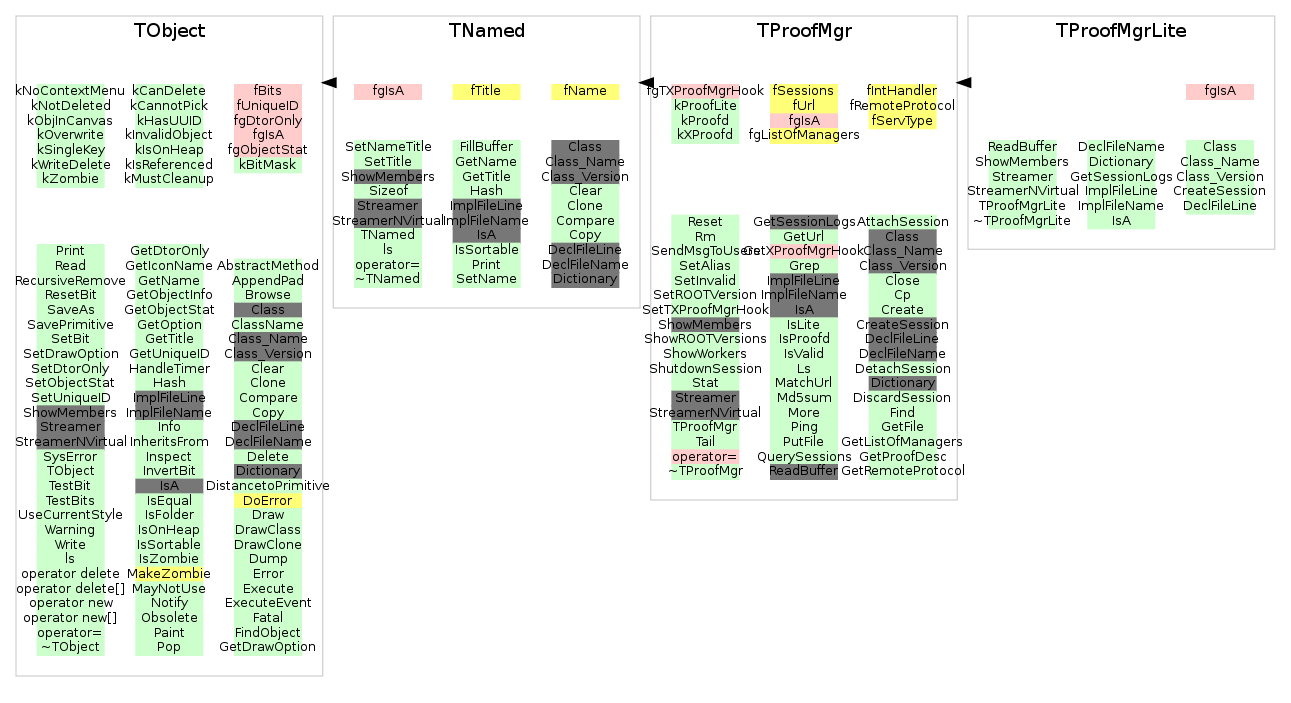 TObject
kNoContextMenu kCanDelete fBits
kNotDeleted kCannotPick fUniqueID
kObjInCanvas kHasUUID fgDtorOnly
kOverwrite kInvalidObject fgIsA
kSingleKey kIsOnHeap fgObjectStat
kWriteDelete kIsReferenced kBitMask
kZombie kMustCleanup
Print GetDtorOnly
Read GetIconName AbstractMethod
RecursiveRemove GetName AppendPad
ResetBit GetObjectInfo Browse
SaveAs GetObjectStat Class
SavePrimitive GetOption ClassName
SetBit GetTitle Class_Name
SetDrawOption GetUniqueID Class_Version
SetDtorOnly HandleTimer Clear
SetObjectStat Hash Clone
SetUniqueID ImplFileLine Compare
ShowMembers ImplFileName Copy
Streamer Info DeclFileLine
StreamerNVirtual InheritsFrom DeclFileName
SysError Inspect Delete
TObject InvertBit Dictionary
TestBit IsA DistancetoPrimitive
TestBits IsEqual DoError
UseCurrentStyle IsFolder Draw
Warning IsOnHeap DrawClass
Write IsSortable DrawClone
ls IsZombie Dump
operator delete MakeZombie Error
operator delete[] MayNotUse Execute
operator new Notify ExecuteEvent
operator new[] Obsolete Fatal
operator= Paint FindObject
~TObject Pop GetDrawOption
TNamed
fgIsA fTitle fName
SetNameTitle FillBuffer Class
SetTitle GetName Class_Name
ShowMembers GetTitle Class_Version
Sizeof Hash Clear
Streamer ImplFileLine Clone
StreamerNVirtual ImplFileName Compare
TNamed IsA Copy
ls IsSortable DeclFileLine
operator= Print DeclFileName
~TNamed SetName Dictionary
TProofMgr
fgTXProofMgrHook fSessions fIntHandler
kProofLite fUrl fRemoteProtocol
kProofd fgIsA fServType
kXProofd fgListOfManagers
Reset GetSessionLogs AttachSession
Rm GetUrl Class
SendMsgToUsers GetXProofMgrHook Class_Name
SetAlias Grep Class_Version
SetInvalid ImplFileLine Close
SetROOTVersion ImplFileName Cp
SetTXProofMgrHook IsA Create
ShowMembers IsLite CreateSession
ShowROOTVersions IsProofd DeclFileLine
ShowWorkers IsValid DeclFileName
ShutdownSession Ls DetachSession
Stat MatchUrl Dictionary
Streamer Md5sum DiscardSession
StreamerNVirtual More Find
TProofMgr Ping GetFile
Tail PutFile GetListOfManagers
operator= QuerySessions GetProofDesc
~TProofMgr ReadBuffer GetRemoteProtocol
TProofMgrLite
fgIsA
ReadBuffer DeclFileName Class
ShowMembers Dictionary Class_Name
Streamer GetSessionLogs Class_Version
StreamerNVirtual ImplFileLine CreateSession
TProofMgrLite ImplFileName DeclFileLine
~TProofMgrLite IsA